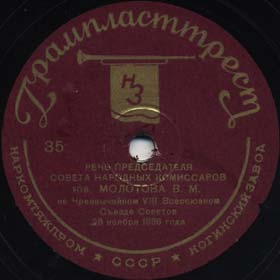 Грампласттрест
НЗ
35
РЕЧЬ ПРЕДСЕДАТЕЛЯ
СОВЕТА НАРОДНЫХ КОМИССАРОВ
тов. МОЛОТОВА В. М.
на Чрезвычайном VIII Всесоюзном
Съезде Советов
29 ноября 1936 года
НАРКОМТЯЖПРОМ ★ СССР ★ НОГИНСКИЙ ЗАВОД